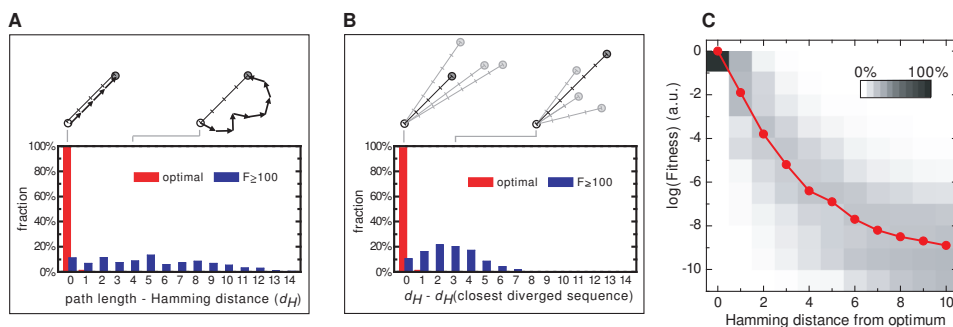 A
100%
80%
60%
40%
20%
0%
fraction
optimal
F≥100
0 1 2 3 4 5 6 7 8 9 10 11 12 13 14
path length - Hamming distance (dH)
B
100%
80%
60%
40%
20%
0%
fraction
optimal
F≥100
0 1 2 3 4 5 6 7 8 9 10 11 12 13 14
dH - dH(closest diverged sequence)
C
0
-2
-4
-6
-8
-10
log(Fitness) (a.u.)
0% 100%
0 2 4 6 8 10
Hamming distance from optimum